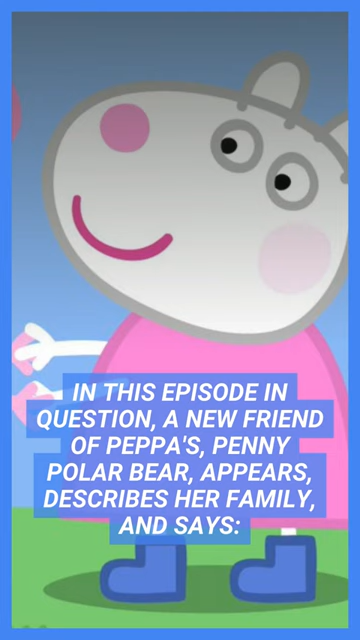 IN THIS EPISODE IN
QUESTION, A NEW FRIEND
OF PEPPA'S, PENNY
POLAR BEAR, APPEARS,
DESCRIBES HER FAMILY,
AND SAYS: